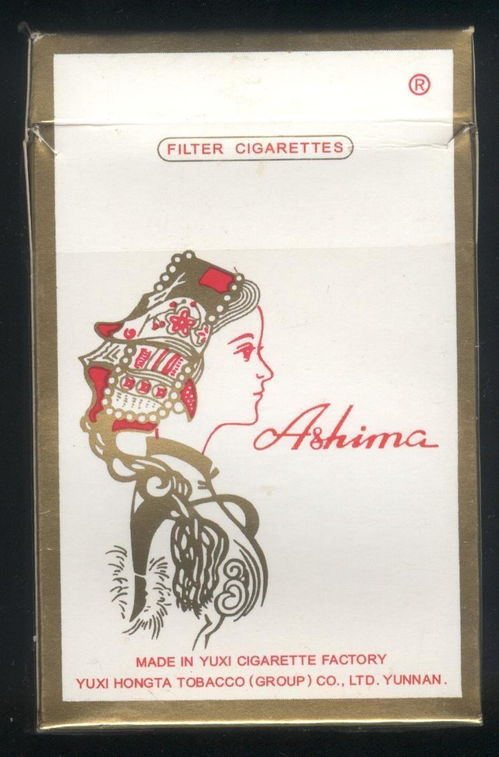 ®
FILTER CIGARETTES
Ashima
MADE IN YUXI CIGARETTE FACTORY
YUXI HONGTA TOBACCO (GROUP) CO., LTD. YUNNAN.